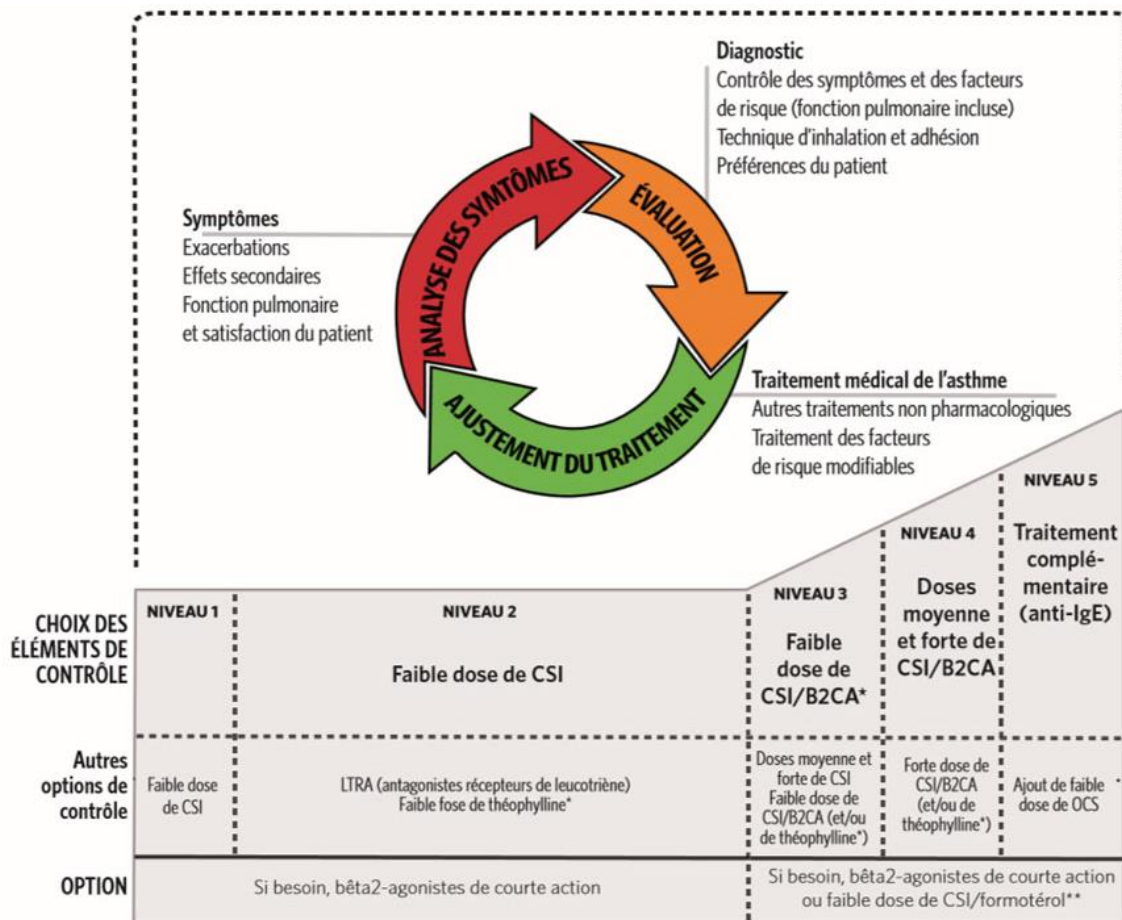 Diagnostic
Contrôle des symptômes et des facteurs
de risque (fonction pulmonaire incluse)
Technique d'inhalation et adhésion
Préférences du patient
ANALYSE DES SYMTÔMES
ÉVALUATION
AJUSTEMENT DU TRAITEMENT
Symptômes
Exacerbations
Effets secondaires
Fonction pulmonaire
et satisfaction du patient
Traitement médical de l'asthme
Autres traitements non pharmacologiques
Traitement des facteurs
de risque modifiables
CHOIX DES
ÉLÉMENTS DE
CONTRÔLE
NIVEAU 1
NIVEAU 2
Faible dose de CSI
NIVEAU 3
Faible
dose de
CSI/B2CA*
NIVEAU 4
Doses
moyenne
et forte de
CSI/B2CA
NIVEAU 5
Traitement
complé-
mentaire
(anti-IgE)
Autres
options de
contrôle
Faible dose
de CSI
LTRA (antagonistes récepteurs de leucotriène)
Faible fose de théophylline*
Doses moyenne et
forte de CSI
Faible dose de
CSI/B2CA (et/ou
de théophylline*)
Forte dose de
CSI/B2CA
(et/ou de
théophylline*)
Ajout de faible *
dose de OCS
OPTION
Si besoin, bêta2-agonistes de courte action
Si besoin, bêta2-agonistes de courte action
ou faible dose de CSI/formotérol**